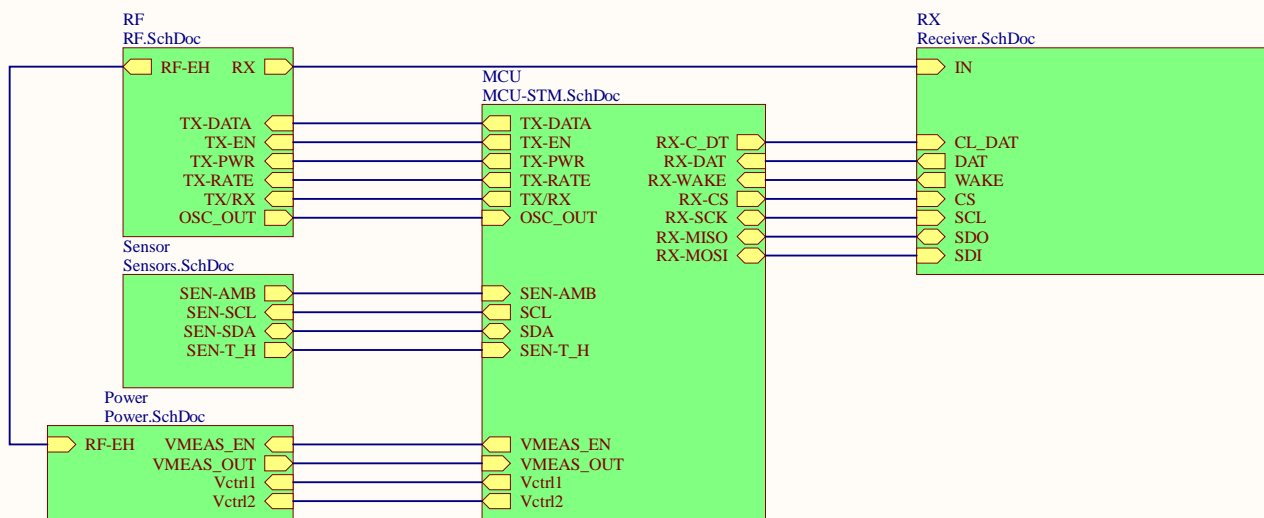 RF
RF.SchDoc
RF-EH
RX
TX-DATA
TX-EN
TX-PWR
TX-RATE
TX/RX
OSC_OUT
Sensor
Sensors.SchDoc
SEN-AMB
SEN-SCL
SEN-SDA
SEN-T_H
Power
Power.SchDoc
RF-EH
VMEAS_EN
VMEAS_OUT
Vctrl1
Vctrl2
MCU
MCU-STM.SchDoc
TX-DATA
TX-EN
TX-PWR
TX-RATE
TX/RX
OSC_OUT
SEN-AMB
SCL
SDA
SEN-T_H
VMEAS_EN
VMEAS_OUT
Vctrl1
Vctrl2
RX-C_DT
RX-DAT
RX-WAKE
RX-CS
RX-SCK
RX-MISO
RX-MOSI
RX
Receiver.SchDoc
IN
CL_DAT
DAT
WAKE
CS
SCL
SDO
SDI